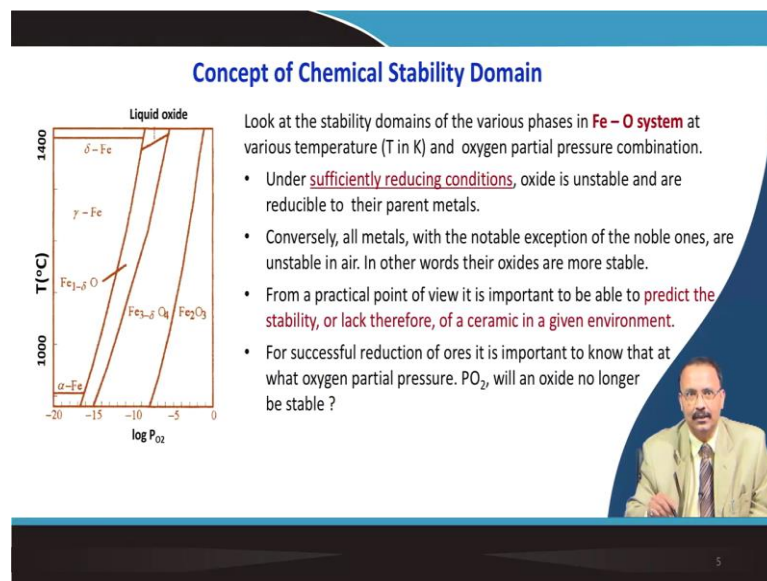 Concept of Chemical Stability Domain
Liquid oxide
1400
δ – Fe
γ – Fe
T(°C)
Fe1–δ O
Fe3–δ O4
Fe2O3
1000
α – Fe
–20 –15 –10 –5 0
log PO2
Look at the stability domains of the various phases in Fe – O system at
various temperature (T in K) and oxygen partial pressure combination.
• Under sufficiently reducing conditions, oxide is unstable and are
reducible to their parent metals.
• Conversely, all metals, with the notable exception of the noble ones, are
unstable in air. In other words their oxides are more stable.
• From a practical point of view it is important to be able to predict the
stability, or lack therefore, of a ceramic in a given environment.
• For successful reduction of ores it is important to know that at
what oxygen partial pressure. PO2, will an oxide no longer
be stable ?
5